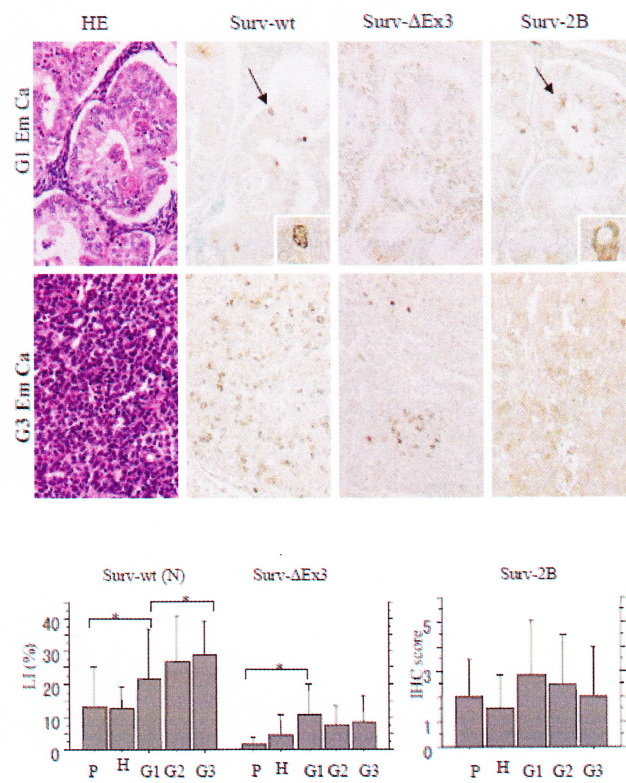 HE Surv-wt Surv-ΔEx3 Surv-2B
G1 Em Ca
G3 Em Ca
Surv-wt (N) Surv-ΔEx3 Surv-2B
LI (%)
40
30
20
10
0
* * *
P H G1 G2 G3 P H G1 G2 G3
IHC score
5
3
1
0
P H G1 G2 G3